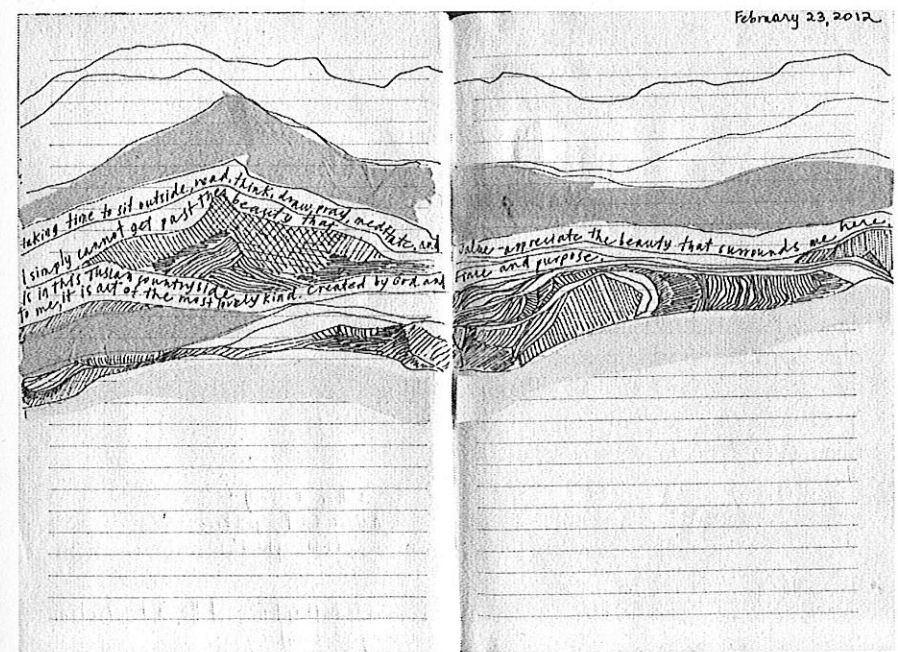 February 23, 2012
taking time to sit outside, read, think, draw, pray, meditate, and
value - appreciate the beauty that surrounds me here.
I simply cannot get past the beauty that
is in this Tuscan countryside
to me, it is art of the most lively kind. Created by God and
and purpose